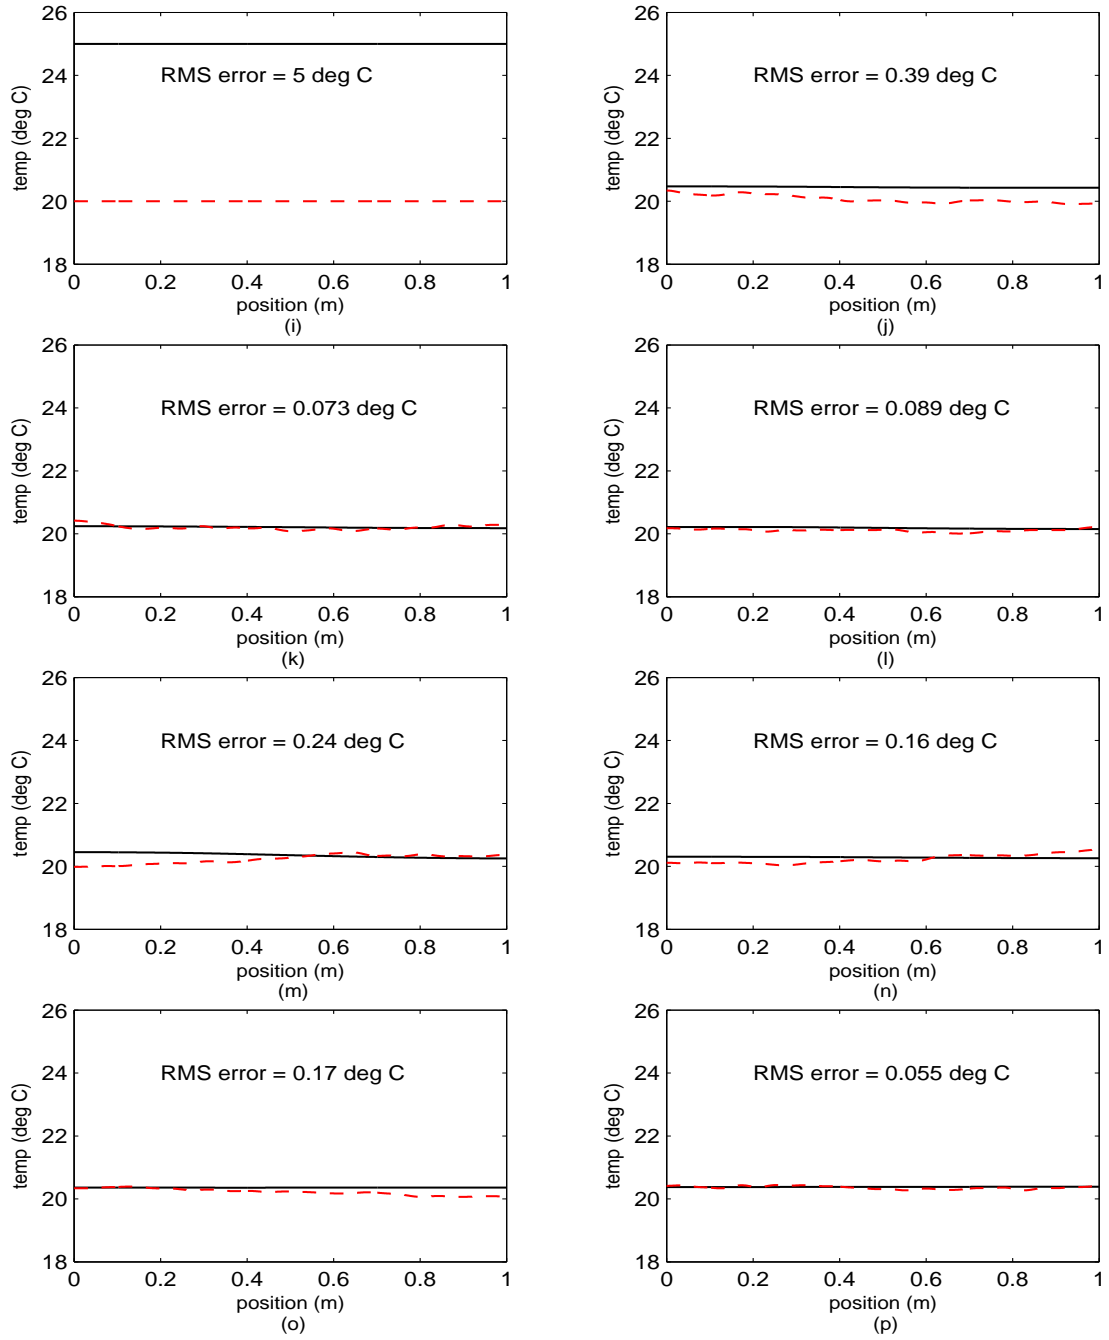 26
24
22
20
18
temp (deg C)
RMS error = 5 deg C
0 0.2 0.4 0.6 0.8 1
position (m)
(i)
26
24
22
20
18
temp (deg C)
RMS error = 0.39 deg C
0 0.2 0.4 0.6 0.8 1
position (m)
(j)
26
24
22
20
18
temp (deg C)
RMS error = 0.073 deg C
0 0.2 0.4 0.6 0.8 1
position (m)
(k)
26
24
22
20
18
temp (deg C)
RMS error = 0.089 deg C
0 0.2 0.4 0.6 0.8 1
position (m)
(l)
26
24
22
20
18
temp (deg C)
RMS error = 0.24 deg C
0 0.2 0.4 0.6 0.8 1
position (m)
(m)
26
24
22
20
18
temp (deg C)
RMS error = 0.16 deg C
0 0.2 0.4 0.6 0.8 1
position (m)
(n)
26
24
22
20
18
temp (deg C)
RMS error = 0.17 deg C
0 0.2 0.4 0.6 0.8 1
position (m)
(o)
26
24
22
20
18
temp (deg C)
RMS error = 0.055 deg C
0 0.2 0.4 0.6 0.8 1
position (m)
(p)